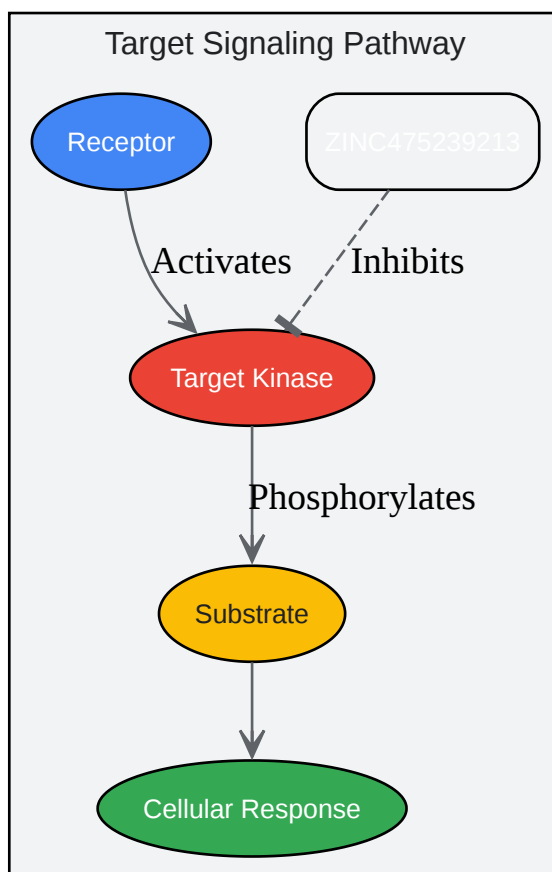 Target Signaling Pathway
Receptor
ZINC475239213
Activates
Inhibits
Target Kinase
Phosphorylates
Substrate
Cellular Response